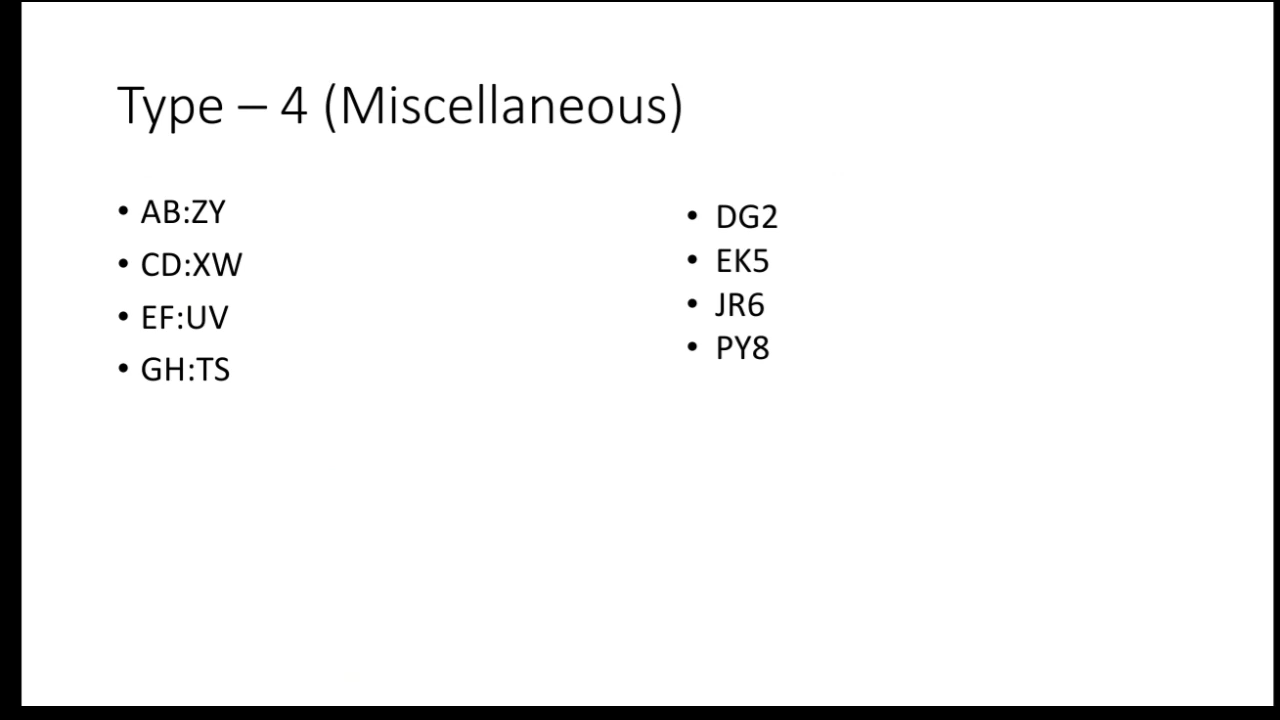 Type – 4 (Miscellaneous)
• AB:ZY
• CD:XW
• EF:UV
• GH:TS
• DG2
• EK5
• JR6
• PY8